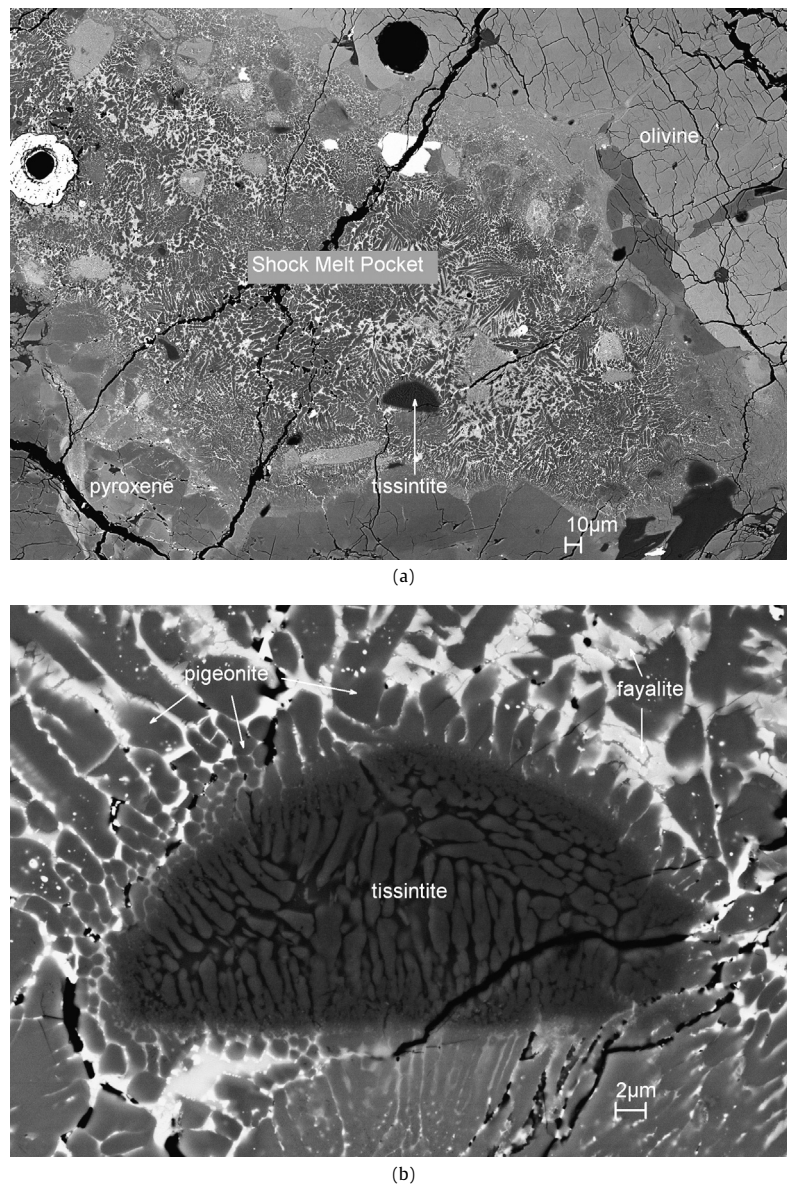 olivine
Shock Melt Pocket
pyroxene
tissintite
10µm
(a)
pigeonite
fayalite
tissintite
2µm
(b)